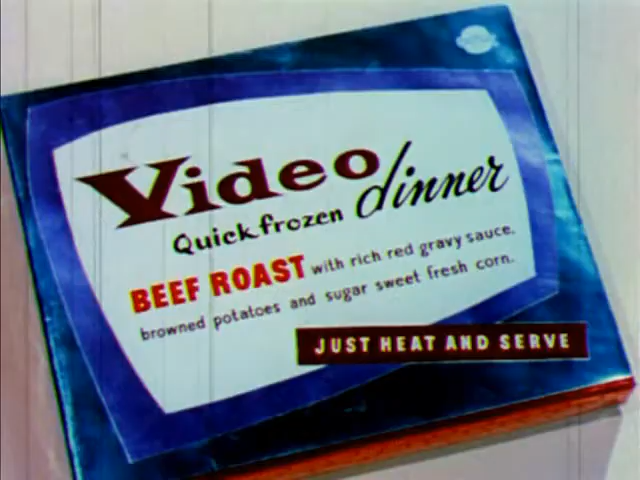 Video dinner
Quick frozen
BEEF ROAST with rich red gravy sauce,
browned potatoes and sugar sweet fresh corn.
JUST HEAT AND SERVE